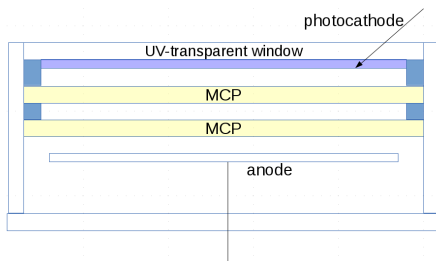 photocathode
UV-transparent window
MCP
MCP
anode